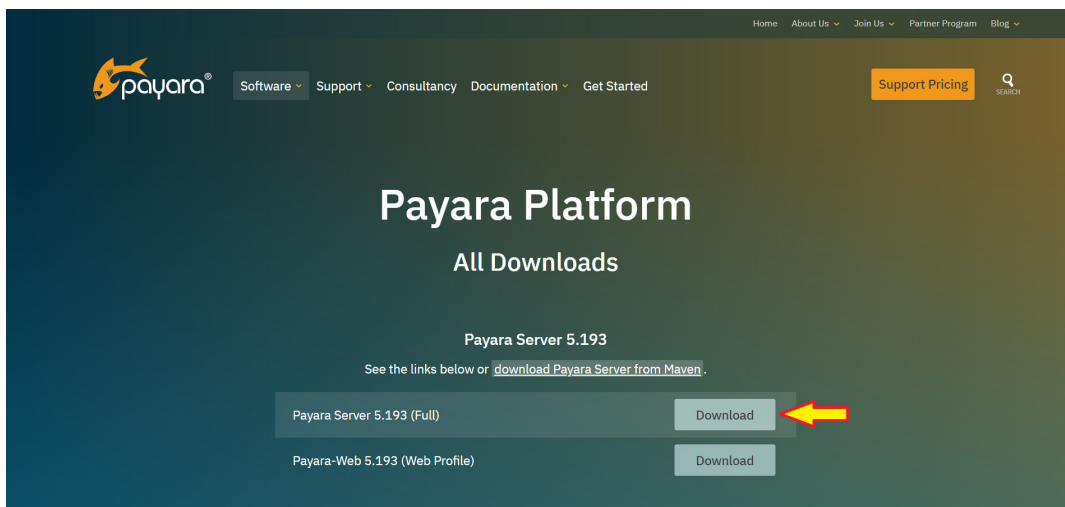 Home About Us Join Us Partner Program Blog
payara®
Software Support Consultancy Documentation Get Started
Support Pricing
SEARCH
Payara Platform
All Downloads
Payara Server 5.193
See the links below or download Payara Server from Maven.
Payara Server 5.193 (Full) Download
Payara-Web 5.193 (Web Profile) Download